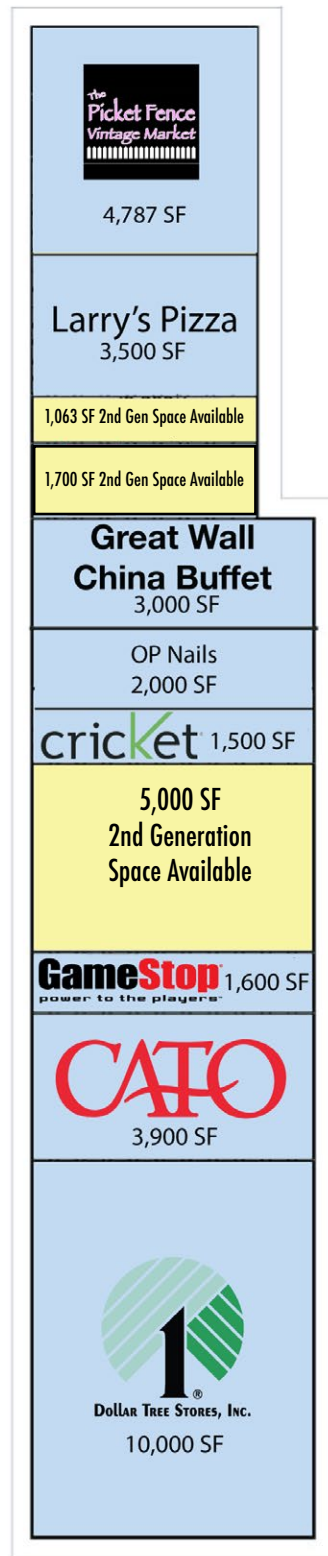 The
Picket Fence
Vintage Market
4,787 SF
Larry's Pizza
3,500 SF
1,063 SF 2nd Gen Space Available
1,700 SF 2nd Gen Space Available
Great Wall
China Buffet
3,000 SF
OP Nails
2,000 SF
cricket 1,500 SF
5,000 SF
2nd Generation
Space Available
GameStop 1,600 SF
power to the players
CATO
3,900 SF
1®
DOLLAR TREE STORES, INC.
10,000 SF